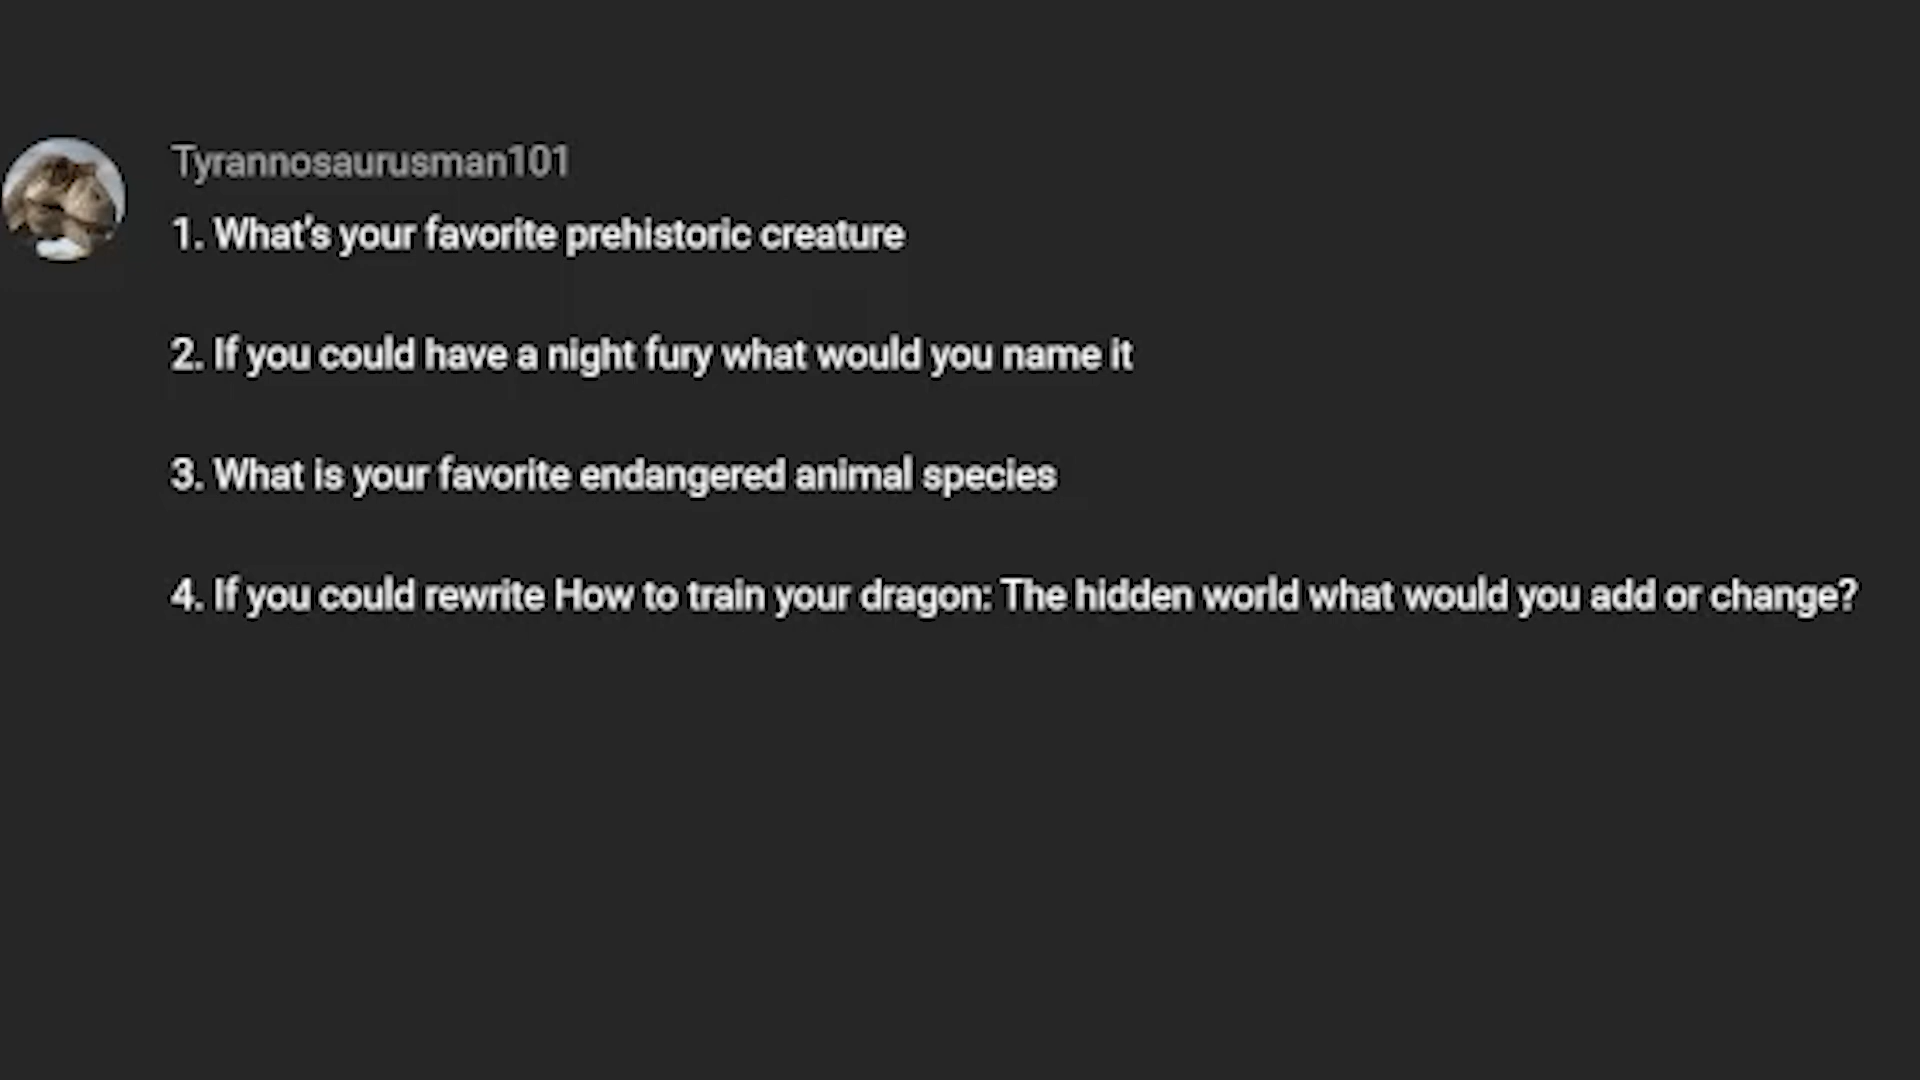 Tyrannosaurusman101
1. What's your favorite prehistoric creature
2. If you could have a night fury what would you name it
3. What is your favorite endangered animal species
4. If you could rewrite How to train your dragon: The hidden world what would you add or change?